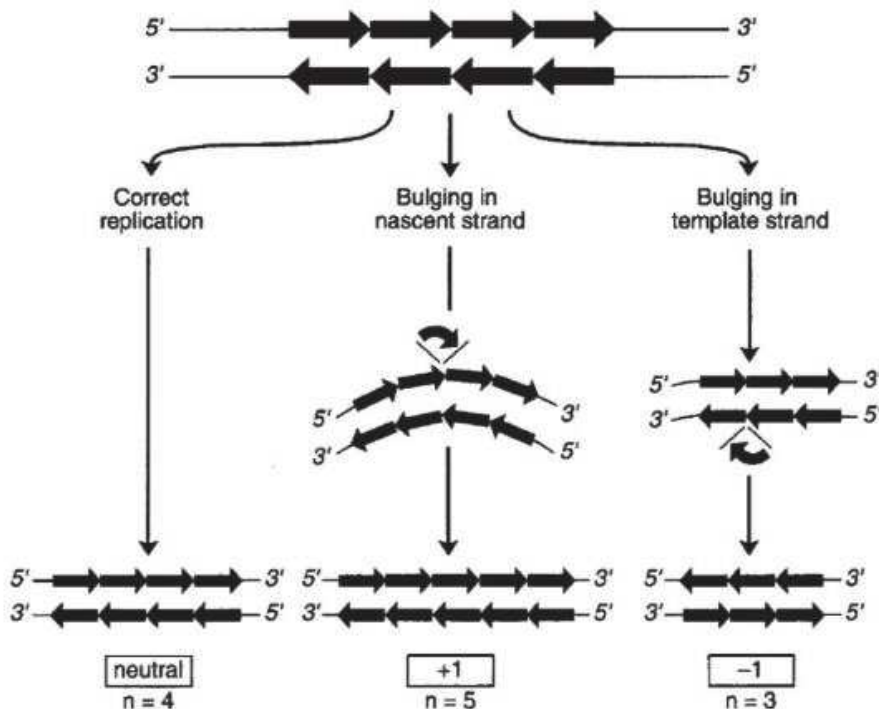 5' 3'
3' 5'
Correct
replication
Bulging in
nascent strand
Bulging in
template strand
5' 3'
3' 5'
5' 3'
3' 5'
5' 3'
3' 5'
5' 3'
3' 5'
5' 3'
3' 5'
neutral
n = 4
+1
n = 5
−1
n = 3